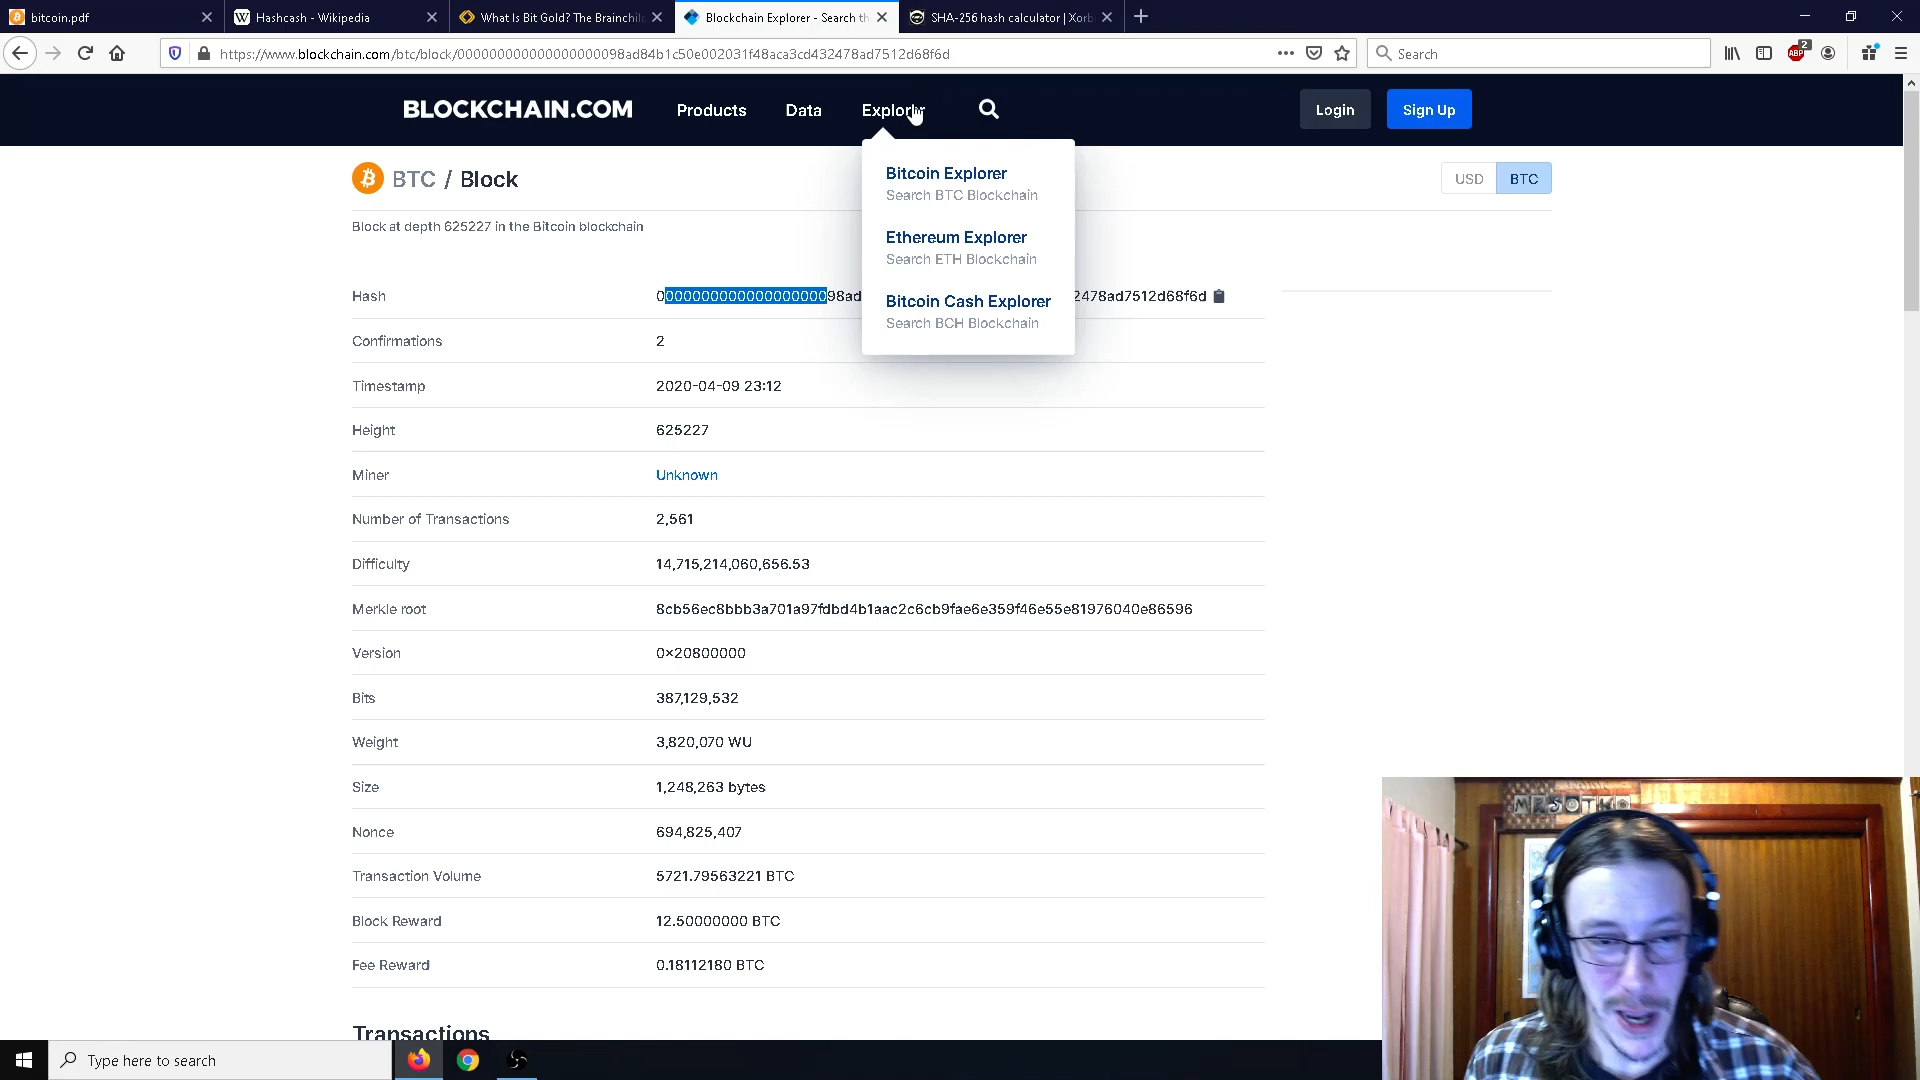 bitcoin.pdf
Hashcash - Wikipedia
What Is Bit Gold? The Brainchil
Blockchain Explorer - Search th
SHA-256 hash calculator | Xorb
https://www.blockchain.com/btc/block/000000000000000000098ad84b1c50e002031f48aca3cd432478ad7512d68f6d
Search
ABP
2
BLOCKCHAIN.COM
Products
Data
Explorer
Login
Sign Up
Bitcoin Explorer
Search BTC Blockchain
Ethereum Explorer
Search ETH Blockchain
Bitcoin Cash Explorer
Search BCH Blockchain
BTC / Block
USD
BTC
Block at depth 625227 in the Bitcoin blockchain
Hash
00000000000000000098ad
2478ad7512d68f6d
Confirmations
2
Timestamp
2020-04-09 23:12
Height
625227
Miner
Unknown
Number of Transactions
2,561
Difficulty
14,715,214,060,656.53
Merkle root
8cb56ec8bbb3a701a97fdbd4b1aac2c6cb9fae6e359f46e55e81976040e86596
Version
0x20800000
Bits
387,129,532
Weight
3,820,070 WU
Size
1,248,263 bytes
Nonce
694,825,407
Transaction Volume
5721.79563221 BTC
Block Reward
12.50000000 BTC
Fee Reward
0.18112180 BTC
Transactions
Type here to search